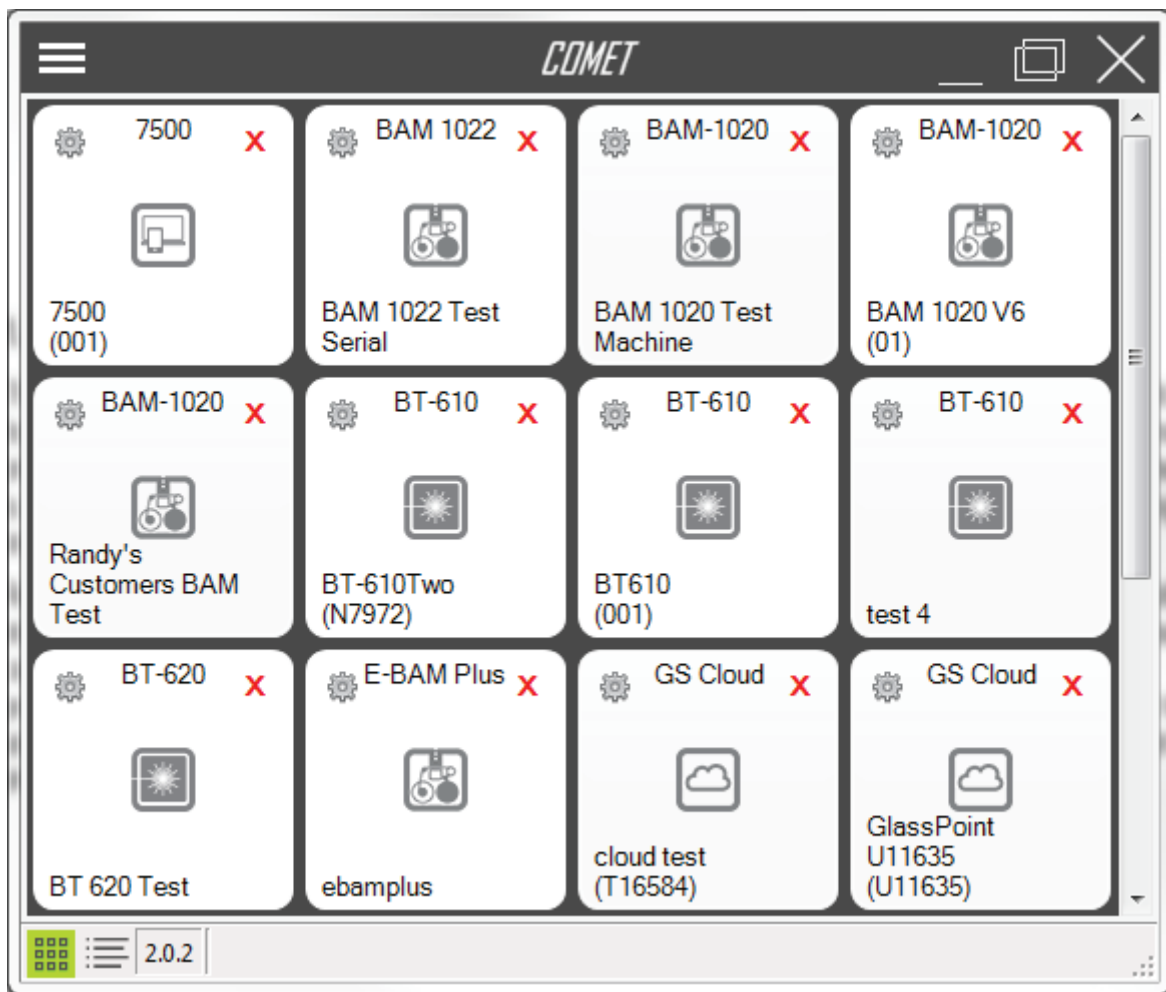 COMET
7500
X
7500
(001)
BAM 1022
X
BAM 1022 Test
Serial
BAM-1020
X
BAM 1020 Test
Machine
BAM-1020
X
BAM 1020 V6
(01)
BAM-1020
X
Randy's
Customers BAM
Test
BT-610
X
BT-610Two
(N7972)
BT-610
X
BT610
(001)
BT-610
X
test 4
BT-620
X
BT 620 Test
E-BAM Plus
X
ebamplus
GS Cloud
X
cloud test
(T16584)
GS Cloud
X
GlassPoint
U11635
(U11635)
2.0.2